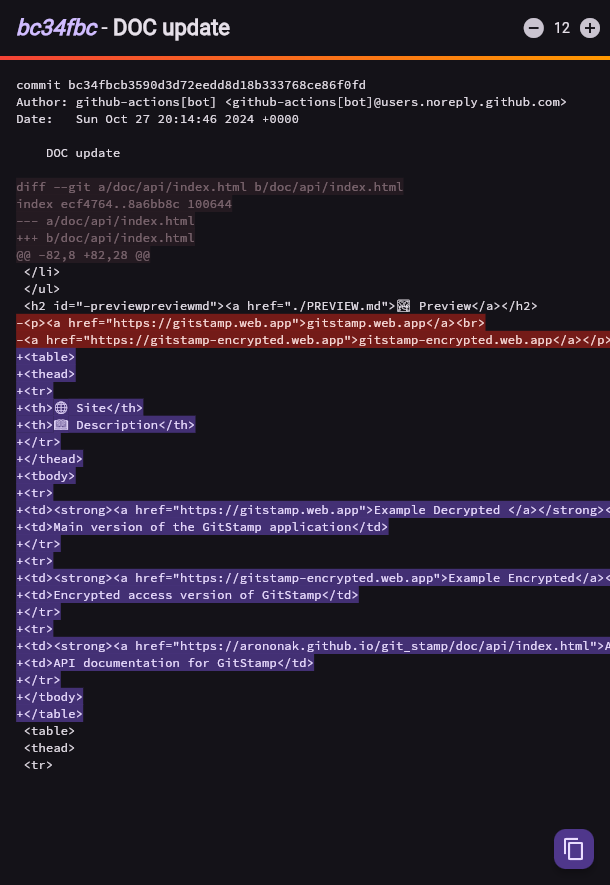 bc34fbc - DOC update
12
commit bc34fbcb3590d3d72eedd8d18b333768ce86f0fd
Author: github-actions[bot] <github-actions[bot]@users.noreply.github.com>
Date:   Sun Oct 27 20:14:46 2024 +0000
    DOC update
diff --git a/doc/api/index.html b/doc/api/index.html
index ecf4764..8a6bb8c 100644
--- a/doc/api/index.html
+++ b/doc/api/index.html
@@ -82,8 +82,28 @@
 </li>
 </ul>
 <h2 id="-previewpreviewmd"><a href="./PREVIEW.md">🖼 Preview</a></h2>
-<p><a href="https://gitstamp.web.app">gitstamp.web.app</a><br>
-<a href="https://gitstamp-encrypted.web.app">gitstamp-encrypted.web.app</a></p>
+<table>
+<thead>
+<tr>
+<th>🌐 Site</th>
+<th>📖 Description</th>
+</tr>
+</thead>
+<tbody>
+<tr>
+<td><strong><a href="https://gitstamp.web.app">Example Decrypted </a></strong><
+<td>Main version of the GitStamp application</td>
+</tr>
+<tr>
+<td><strong><a href="https://gitstamp-encrypted.web.app">Example Encrypted</a><
+<td>Encrypted access version of GitStamp</td>
+</tr>
+<tr>
+<td><strong><a href="https://arononak.github.io/git_stamp/doc/api/index.html">A
+<td>API documentation for GitStamp</td>
+</tr>
+</tbody>
+</table>
 <table>
 <thead>
 <tr>